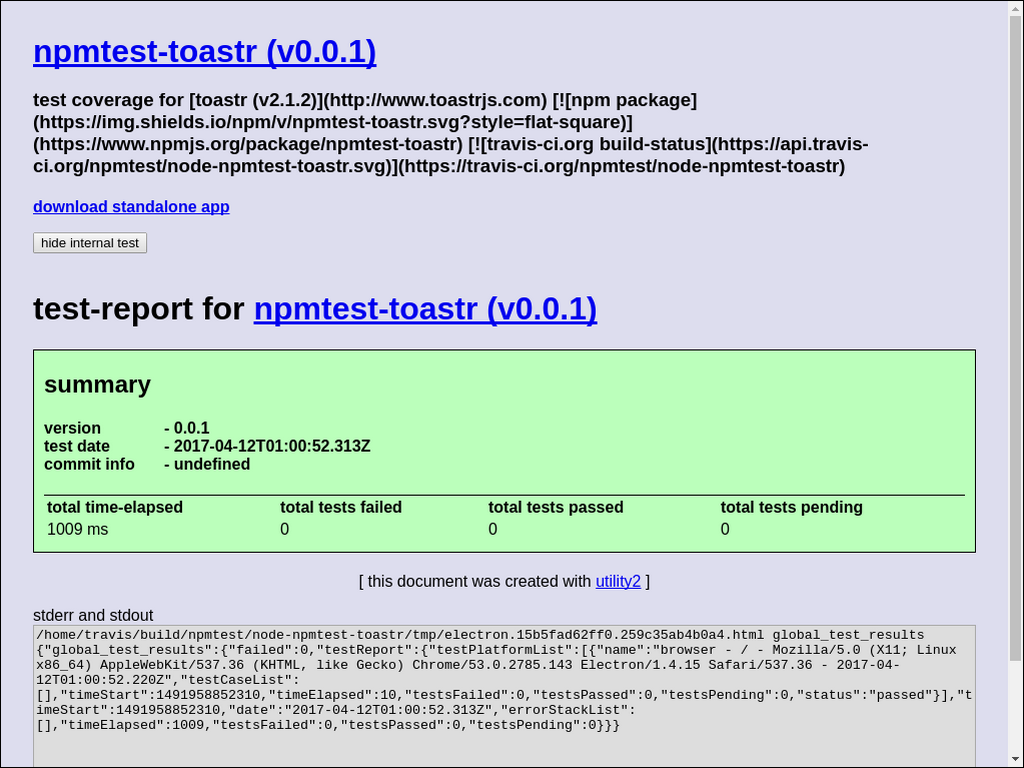 npmtest-toastr (v0.0.1)
test coverage for [toastr (v2.1.2)](http://www.toastrjs.com) [![npm package]
(https://img.shields.io/npm/v/npmtest-toastr.svg?style=flat-square)]
(https://www.npmjs.org/package/npmtest-toastr) [![travis-ci.org build-status](https://api.travis-
ci.org/npmtest/node-npmtest-toastr.svg)](https://travis-ci.org/npmtest/node-npmtest-toastr)
download standalone app
hide internal test
test-report for npmtest-toastr (v0.0.1)
summary
version - 0.0.1
test date - 2017-04-12T01:00:52.313Z
commit info - undefined
total time-elapsed total tests failed total tests passed total tests pending
1009 ms 0 0 0
[ this document was created with utility2 ]
stderr and stdout
/home/travis/build/npmtest/node-npmtest-toastr/tmp/electron.15b5fad62ff0.259c35ab4b0a4.html global_test_results
{"global_test_results":{"failed":0,"testReport":{"testPlatformList":[{"name":"browser - / - Mozilla/5.0 (X11; Linux
x86_64) AppleWebKit/537.36 (KHTML, like Gecko) Chrome/53.0.2785.143 Electron/1.4.15 Safari/537.36 - 2017-04-
12T01:00:52.220Z","testCaseList":
[],"timeStart":1491958852310,"timeElapsed":10,"testsFailed":0,"testsPassed":0,"testsPending":0,"status":"passed"}],"t
imeStart":1491958852310,"date":"2017-04-12T01:00:52.313Z","errorStackList":
[],"timeElapsed":1009,"testsFailed":0,"testsPassed":0,"testsPending":0}}}